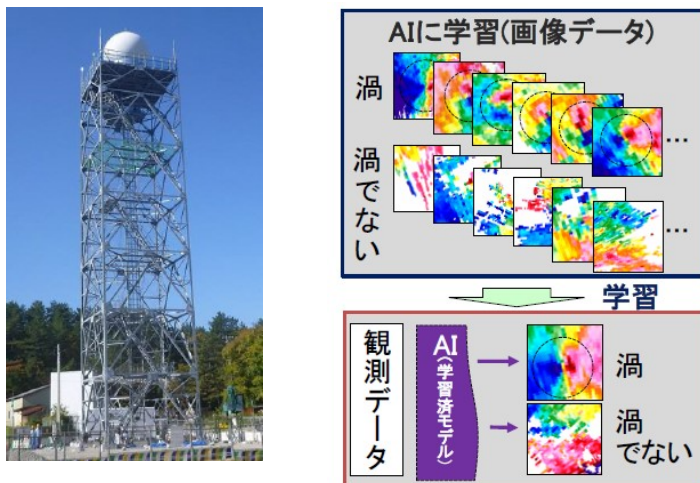 AIに学習(画像データ)
渦
…
渦でない
…
学習
観測データ
AI(学習済モデル)
渦
渦
でない